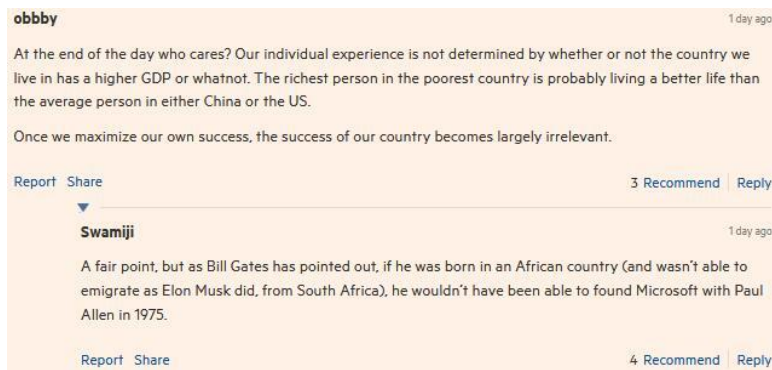 obbby
1 day ago
At the end of the day who cares? Our individual experience is not determined by whether or not the country we
live in has a higher GDP or whatnot. The richest person in the poorest country is probably living a better life than
the average person in either China or the US.
Once we maximize our own success, the success of our country becomes largely irrelevant.
Report Share
3 Recommend Reply
Swamiji
1 day ago
A fair point, but as Bill Gates has pointed out, if he was born in an African country (and wasn't able to
emigrate as Elon Musk did, from South Africa), he wouldn't have been able to found Microsoft with Paul
Allen in 1975.
Report Share
4 Recommend Reply